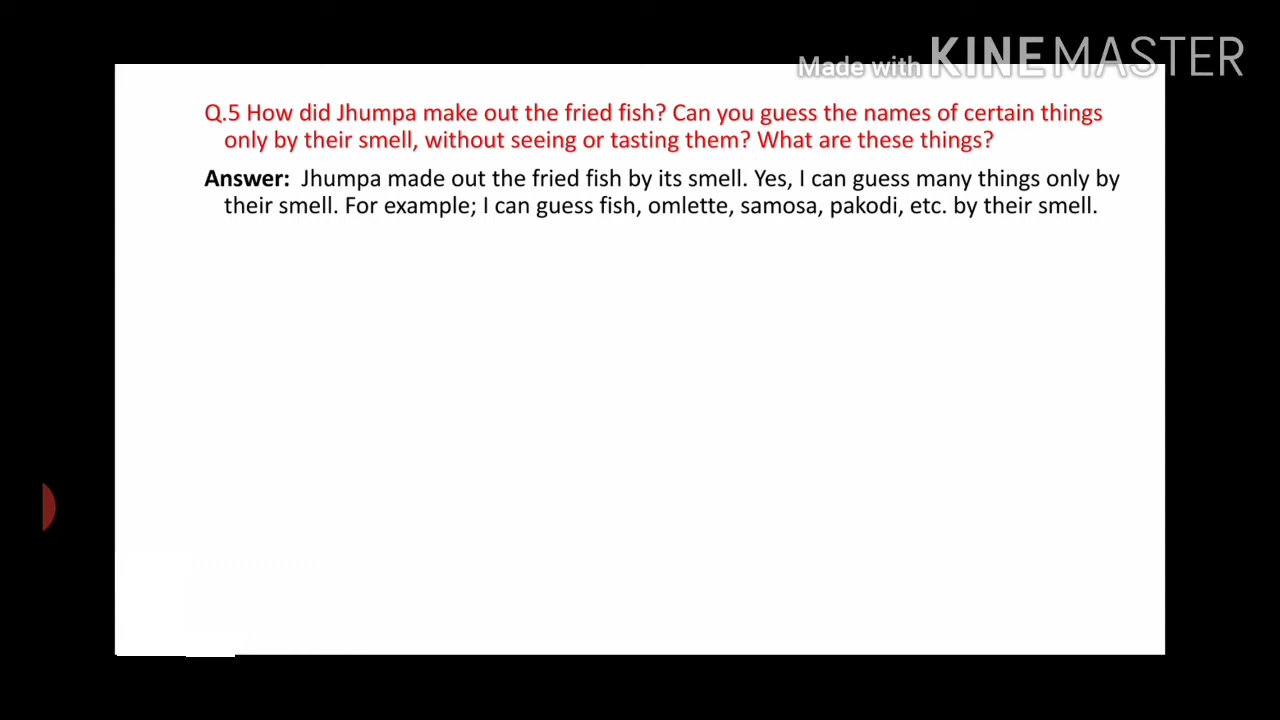 Made with KINEMASTER
Q.5 How did Jhumpa make out the fried fish? Can you guess the names of certain things
only by their smell, without seeing or tasting them? What are these things?
Answer: Jhumpa made out the fried fish by its smell. Yes, I can guess many things only by
their smell. For example; I can guess fish, omlette, samosa, pakodi, etc. by their smell.